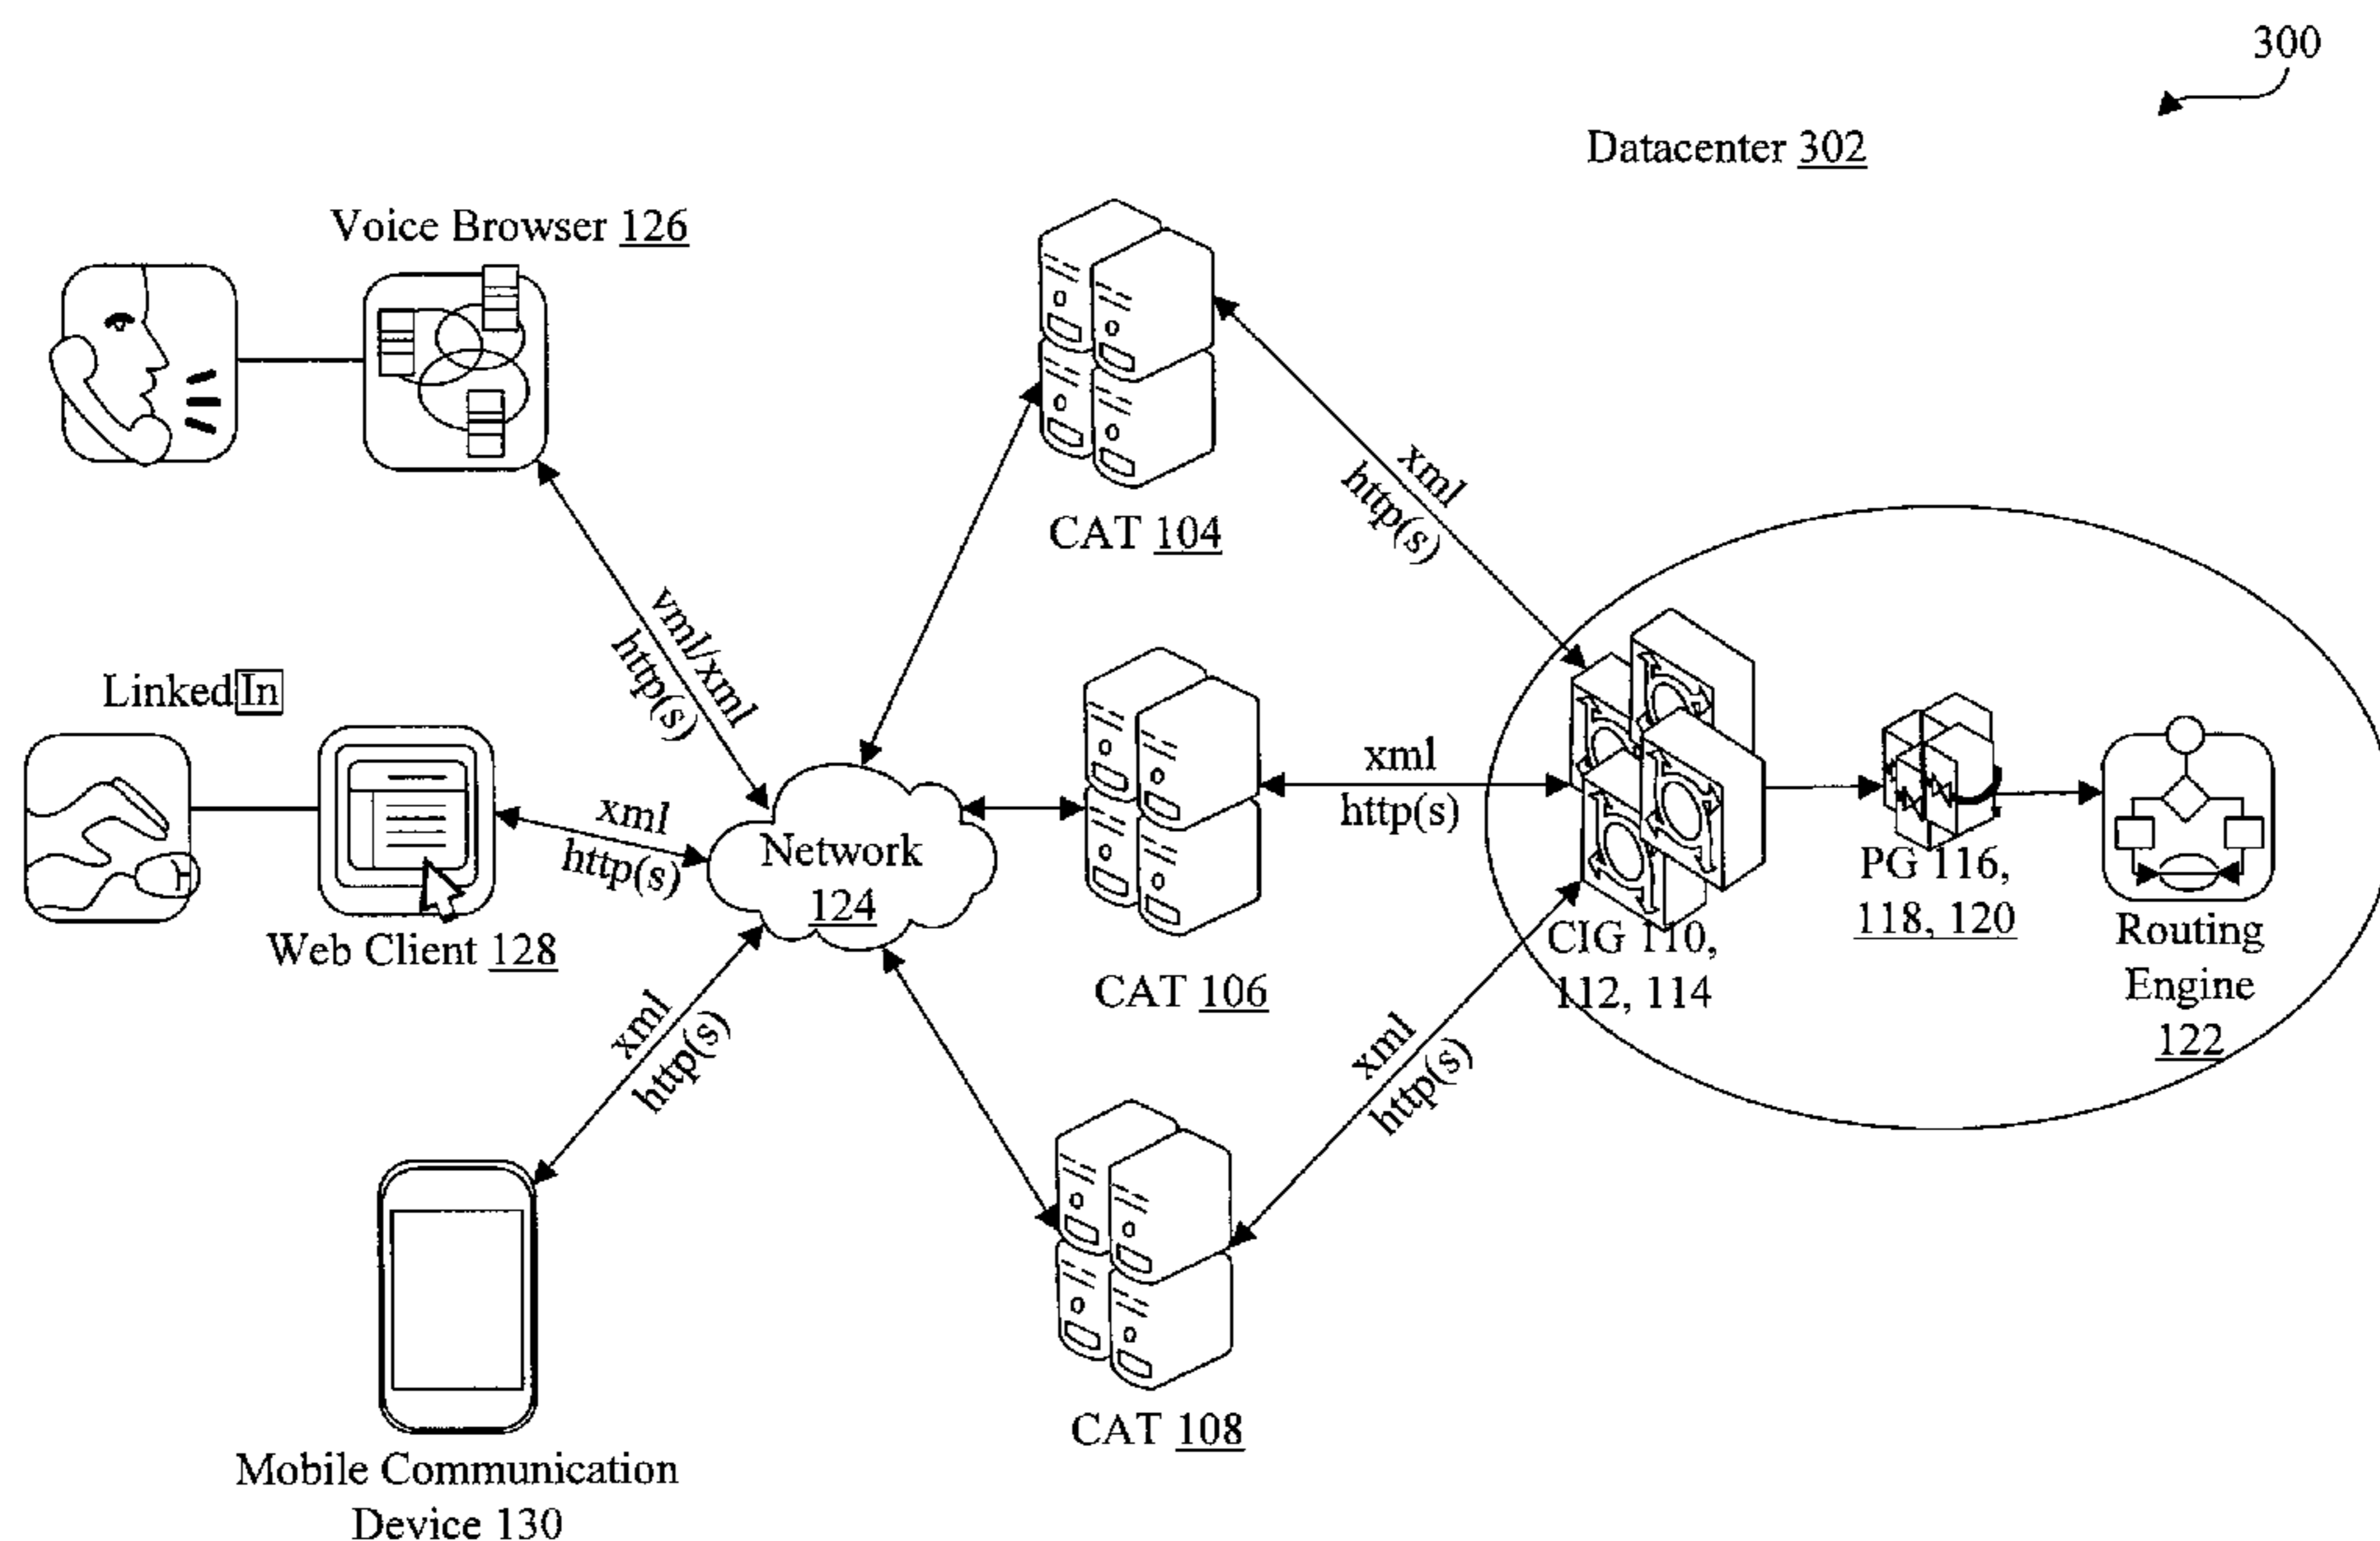 300
Datacenter 302
Voice Browser 126
CAT 104
xml
http(s)
vml/xml
http(s)
LinkedIn
xml
http(s)
Web Client 128
Network
124
xml
http(s)
CAT 106
xml
http(s)
CIG 110,
112, 114
PG 116,
118, 120
Routing
Engine
122
xml
http(s)
CAT 108
Mobile Communication
Device 130